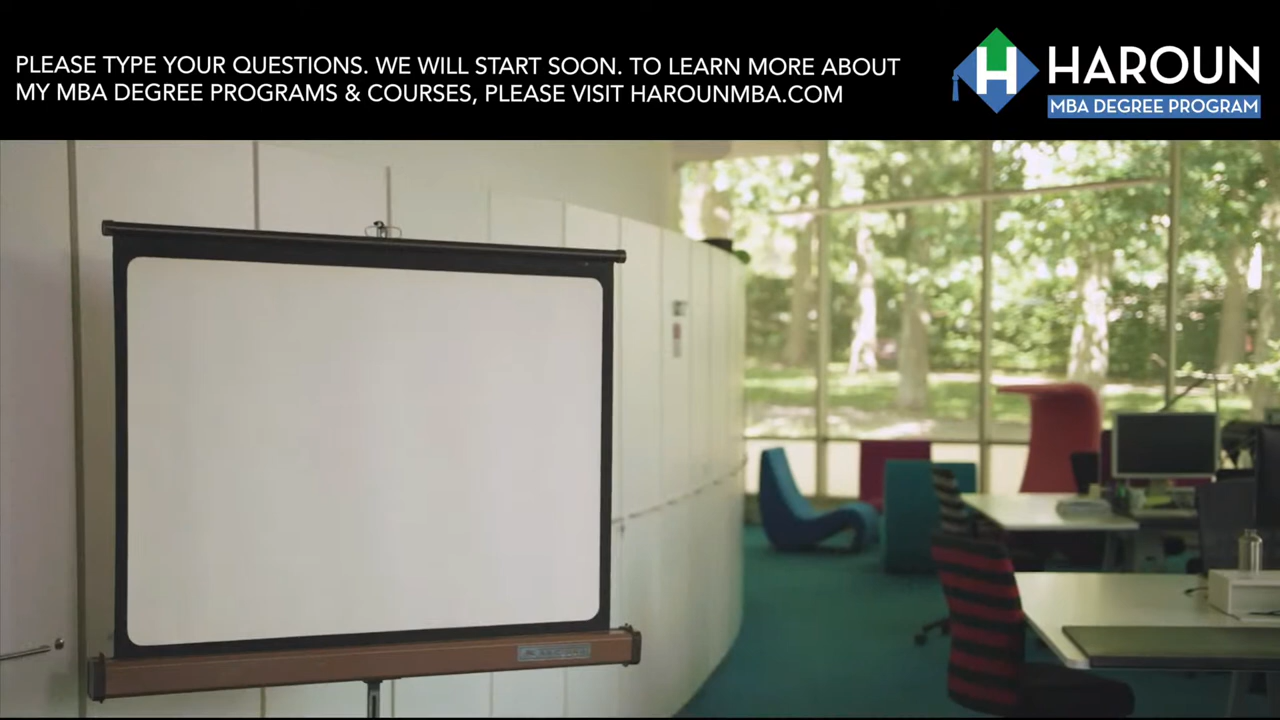 PLEASE TYPE YOUR QUESTIONS. WE WILL START SOON. TO LEARN MORE ABOUT
MY MBA DEGREE PROGRAMS & COURSES, PLEASE VISIT HAROUNMBA.COM
H HAROUN
MBA DEGREE PROGRAM